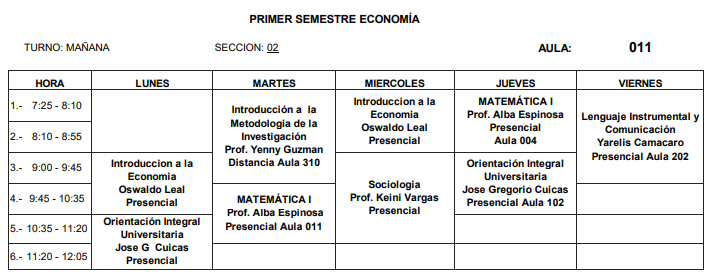 PRIMER SEMESTRE ECONOMÍA
TURNO: MAÑANA SECCION: 02 AULA: 011
HORA LUNES MARTES MIERCOLES JUEVES VIERNES
1.- 7:25 - 8:10
2.- 8:10 - 8:55
3.- 9:00 - 9:45
4.- 9:45 - 10:35
5.- 10:35 - 11:20
6.- 11:20 - 12:05
Introduccion a la
Economia
Oswaldo Leal
Presencial
Orientación Integral
Universitaria
Jose G Cuicas
Presencial
Introducción a la
Metodologia de la
Investigación
Prof. Yenny Guzman
Distancia Aula 310
MATEMÁTICA I
Prof. Alba Espinosa
Presencial Aula 011
Introduccion a la
Economia
Oswaldo Leal
Presencial
Sociologia
Prof. Keini Vargas
Presencial
MATEMÁTICA I
Prof. Alba Espinosa
Presencial
Aula 004
Orientación Integral
Universitaria
Jose Gregorio Cuicas
Presencial Aula 102
Lenguaje Instrumental y
Comunicación
Yarelis Camacaro
Presencial Aula 202